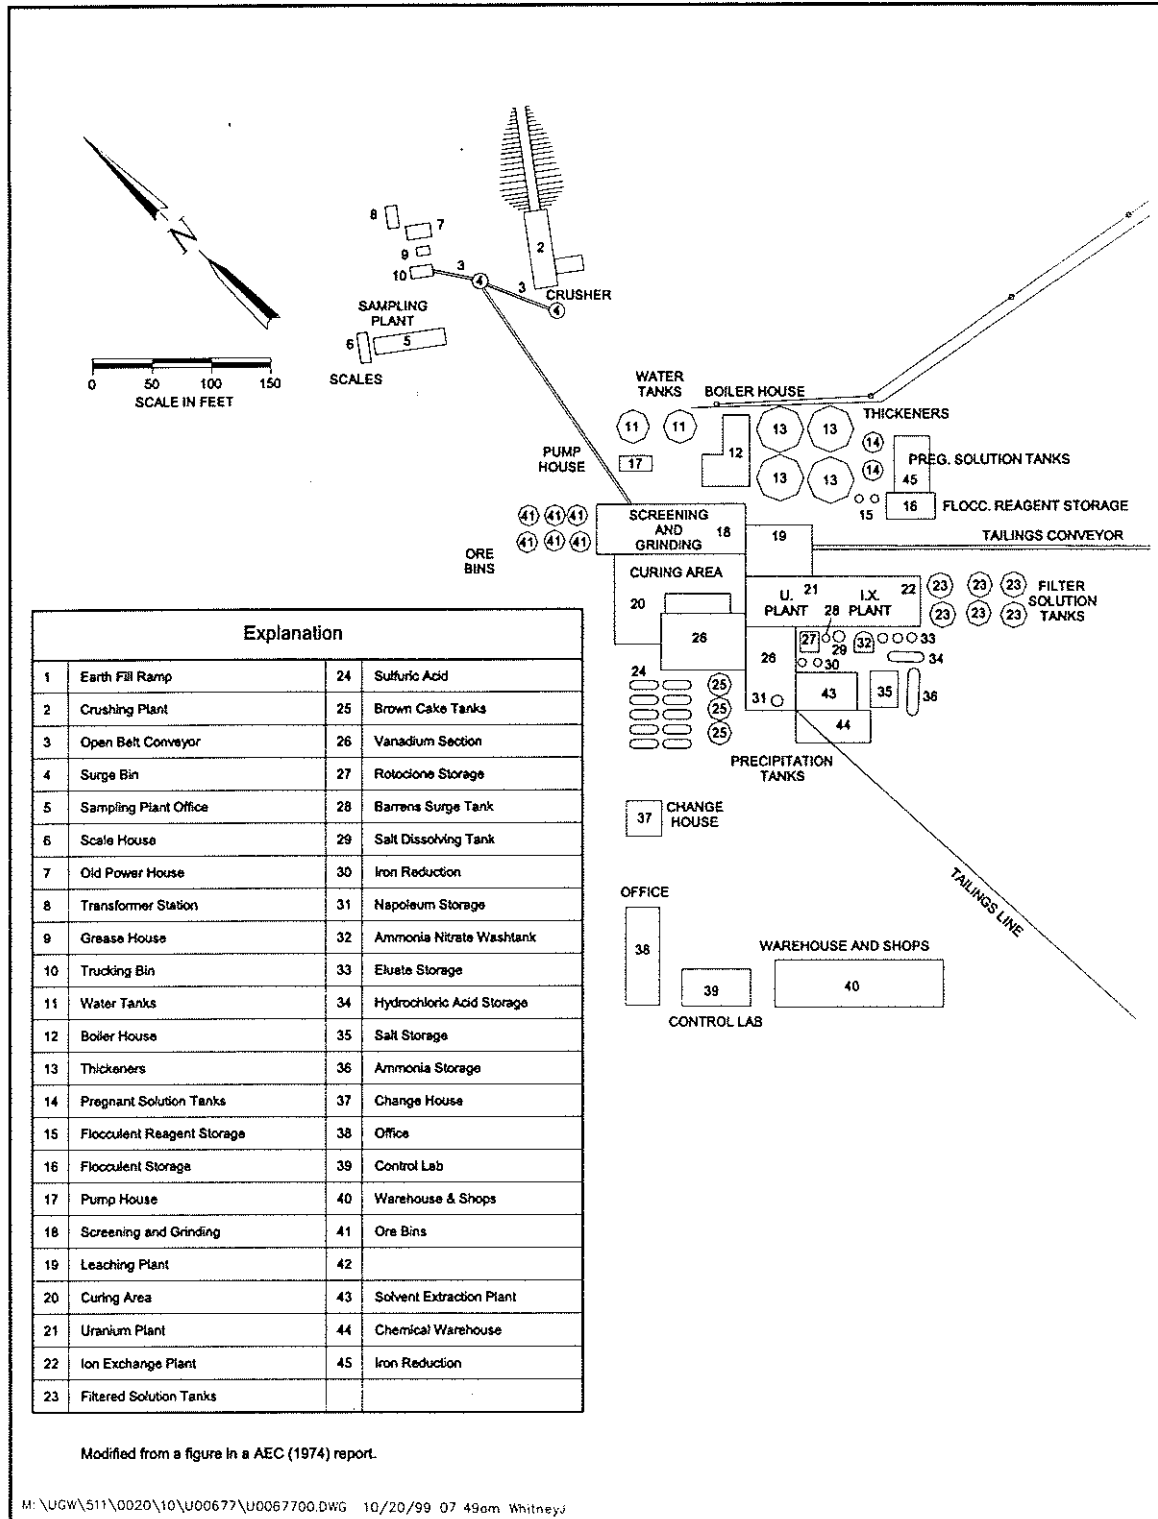 2
8
7
9
10
3
4
3
CRUSHER
4
N
SAMPLING
PLANT
6
5
SCALES
0 50 100 150
SCALE IN FEET
WATER
TANKS
BOILER HOUSE
THICKENERS
11 11
13 13
14
12
PREG. SOLUTION TANKS
PUMP
HOUSE
17
13 13
14
45
15
16
FLOCC. REAGENT STORAGE
41 41 41
41 41 41
ORE
BINS
SCREENING
AND
GRINDING
18
19
TAILINGS CONVEYOR
CURING AREA
20
U.
PLANT
21
I.X.
PLANT
22
28
23 23 23
23 23 23
FILTER
SOLUTION
TANKS
26
27
29
32
33
34
30
26
24
25
25
25
31
43
35
36
44
PRECIPITATION
TANKS
37
CHANGE
HOUSE
TAILINGS LINE
OFFICE
38
39
CONTROL LAB
WAREHOUSE AND SHOPS
40
Explanation
1 Earth Fill Ramp 24 Sulfuric Acid
2 Crushing Plant 25 Brown Cake Tanks
3 Open Belt Conveyor 26 Vanadium Section
4 Surge Bin 27 Rotoclone Storage
5 Sampling Plant Office 28 Barrens Surge Tank
6 Scale House 29 Salt Dissolving Tank
7 Old Power House 30 Iron Reduction
8 Transformer Station 31 Napoleum Storage
9 Grease House 32 Ammonia Nitrate Washtank
10 Trucking Bin 33 Eluate Storage
11 Water Tanks 34 Hydrochloric Acid Storage
12 Boiler House 35 Salt Storage
13 Thickeners 36 Ammonia Storage
14 Pregnant Solution Tanks 37 Change House
15 Flocculent Reagent Storage 38 Office
16 Flocculent Storage 39 Control Lab
17 Pump House 40 Warehouse & Shops
18 Screening and Grinding 41 Ore Bins
19 Leaching Plant 42
20 Curing Area 43 Solvent Extraction Plant
21 Uranium Plant 44 Chemical Warehouse
22 Ion Exchange Plant 45 Iron Reduction
23 Filtered Solution Tanks
Modified from a figure in a AEC (1974) report.
M:\UGW\511\0020\10\U00677\U0067700.DWG 10/20/99 07 49am WhitneyJ